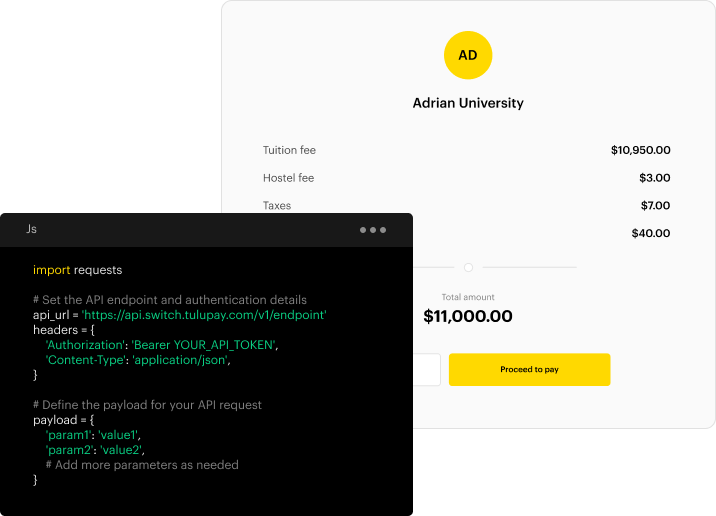 AD
Adrian University
Tuition fee $10,950.00
Hostel fee $3.00
Taxes $7.00
$40.00
Total amount
$11,000.00
Proceed to pay
Js
import requests
# Set the API endpoint and authentication details
api_url = 'https://api.switch.tulupay.com/v1/endpoint'
headers = {
'Authorization': 'Bearer YOUR_API_TOKEN',
'Content-Type': 'application/json',
}
# Define the payload for your API request
payload = {
'param1': 'value1',
'param2': 'value2',
# Add more parameters as needed
}